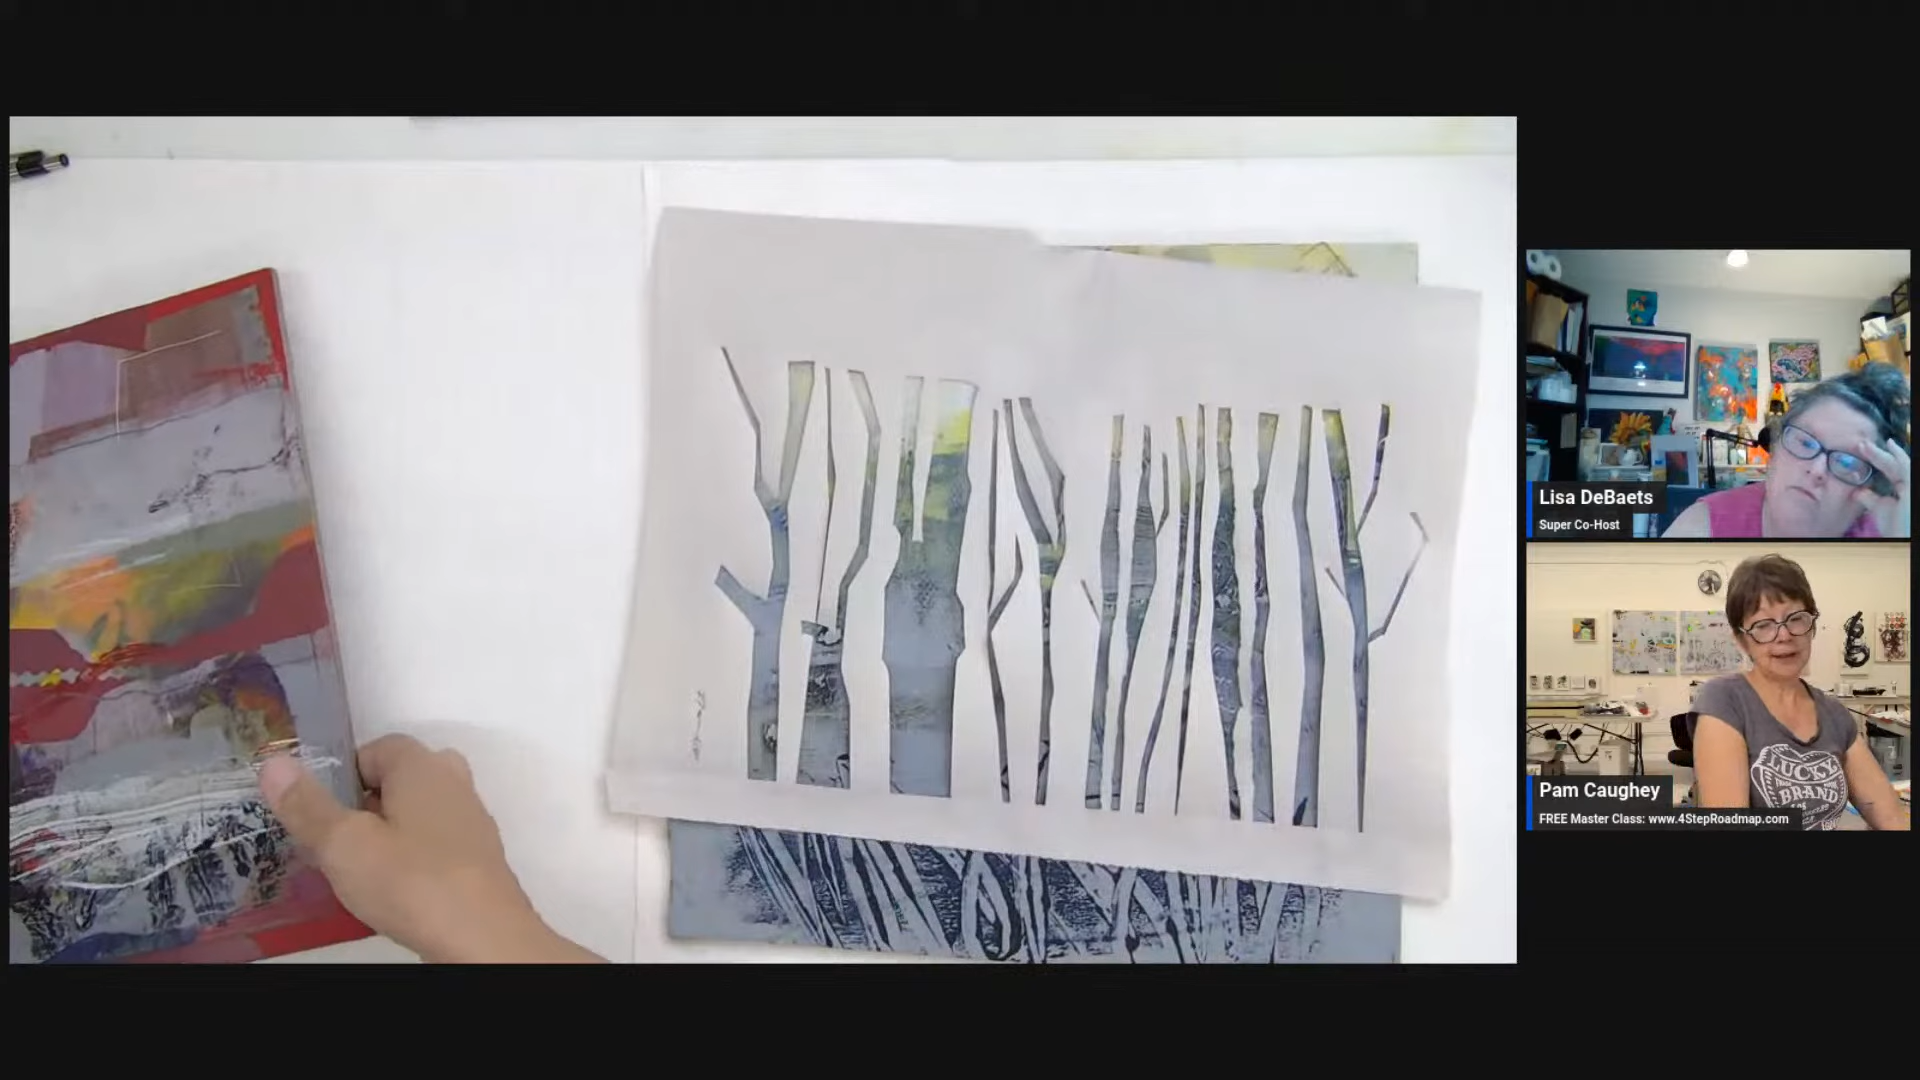 Lisa DeBaets
Super Co-Host
Pam Caughey
FREE Master Class: www.4StepRoadmap.com
LUCKY
BRAND